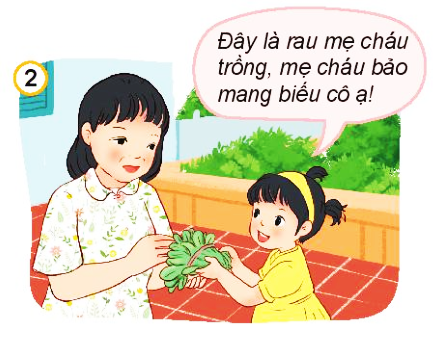 2
Đây là rau mẹ cháu
trồng, mẹ cháu bảo
mang biếu cô ạ!